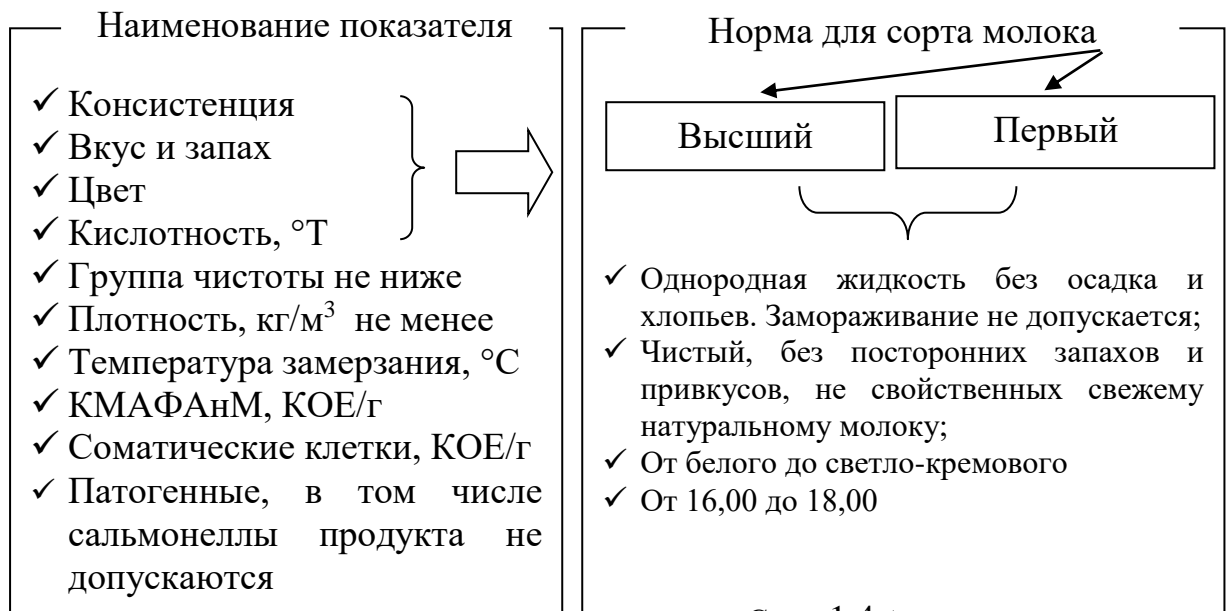 Наименование показателя
✓ Консистенция
✓ Вкус и запах
✓ Цвет
✓ Кислотность, °Т
✓ Группа чистоты не ниже
✓ Плотность, кг/м³ не менее
✓ Температура замерзания, °С
✓ КМАФАнМ, КОЕ/г
✓ Соматические клетки, КОЕ/г
✓ Патогенные, в том числе
сальмонеллы продукта не
допускаются
Норма для сорта молока
Высший
Первый
✓ Однородная жидкость без осадка и
хлопьев. Замораживание не допускается;
✓ Чистый, без посторонних запахов и
привкусов, не свойственных свежему
натуральному молоку;
✓ От белого до светло-кремового
✓ От 16,00 до 18,00